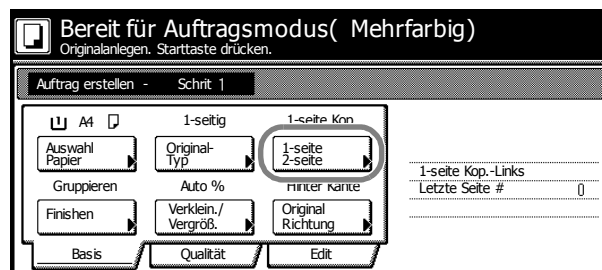 Bereit für Auftragsmodus( Mehrfarbig)
Originalanlegen. Starttaste drücken.
Auftrag erstellen - Schrit 1
1 A4 1-seitig 1-seite Kop
Auswahl Papier
Original-Typ
1-seite 2-seite
1-seite Kop.-Links
Letzte Seite # 0
Gruppieren Auto % Hinter Kante
Finishen
Verklein./ Vergröß.
Original Richtung
Basis Qualität Edit